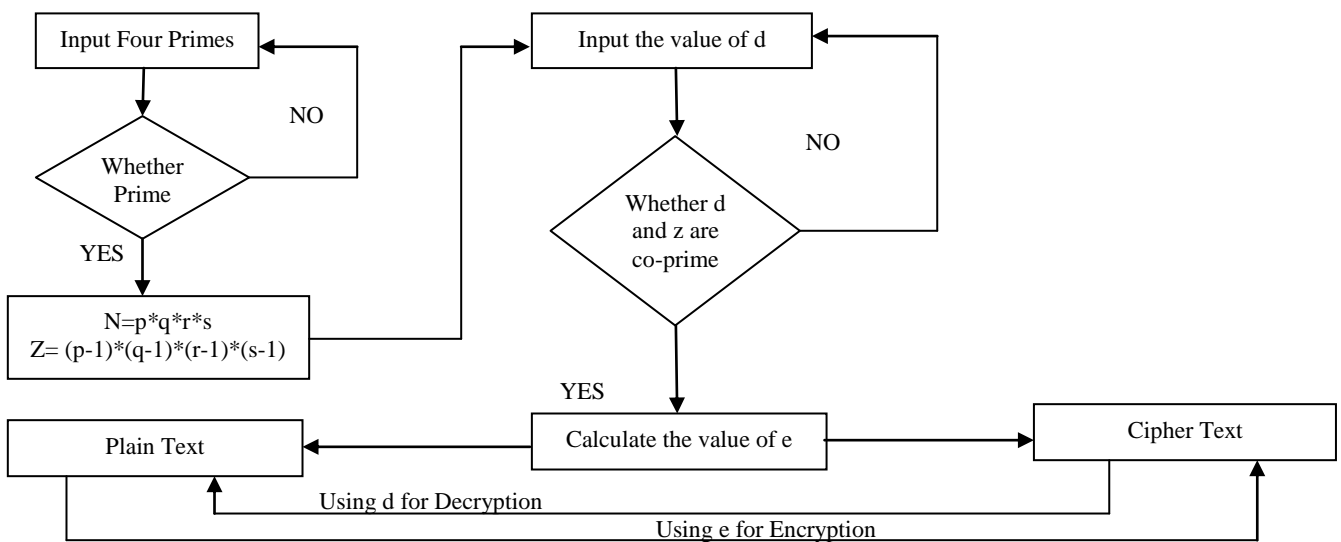 Input Four Primes
NO
Whether
Prime
YES
N=p*q*r*s
Z= (p-1)*(q-1)*(r-1)*(s-1)
Input the value of d
NO
Whether d
and z are
co-prime
YES
Calculate the value of e
Plain Text
Cipher Text
Using d for Decryption
Using e for Encryption